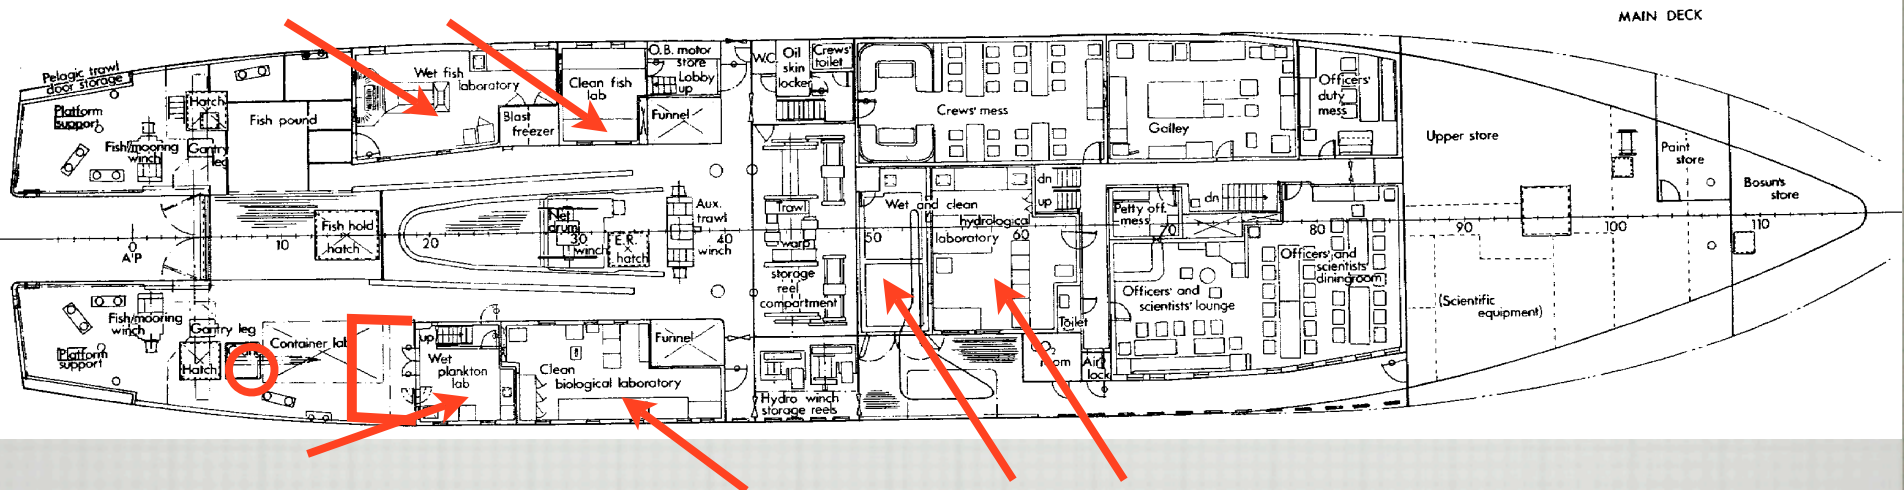 MAIN DECK
Pelagic trawl
door storage
Platform
support
Fish/mooring
winch
Hatch
Gantry
leg
Fish pound
Wet fish
laboratory
Blast
freezer
Clean fish
lab
O.B. motor
store
Lobby
up
Funnel
W.C.
Oil
skin
locker
Crews'
toilet
Crews' mess
Galley
Officers'
duty
mess
Upper store
Paint
store
Bosun's
store
Fish hold
hatch
Net
drum
winch
E.R.
hatch
Aux.
trawl
winch
Trawl
warp
storage
reel
compartment
Wet and clean
hydrological
laboratory
dn
up
Petty off.
mess
dn
Officers' and
scientists' lounge
Officers' and
scientists'
diningroom
(Scientific
equipment)
0
A'P
10
20
30
40
50
60
70
80
90
100
110
Fish/mooring
winch
Platform
support
Gantry leg
Hatch
Container lab
up
Wet
plankton
lab
Clean
biological laboratory
Funnel
Hydro winch
storage reels
Toilet
room
Air
lock